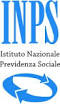 INPS
Istituto Nazionale
Previdenza Sociale